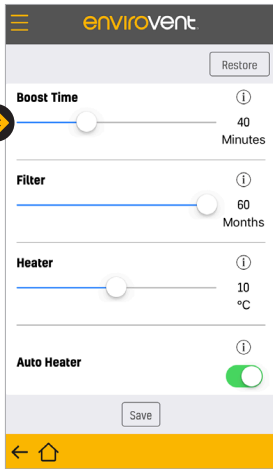 envirovent
Restore
Boost Time
40
Minutes
Filter
60
Months
Heater
10
°C
Auto Heater
Save